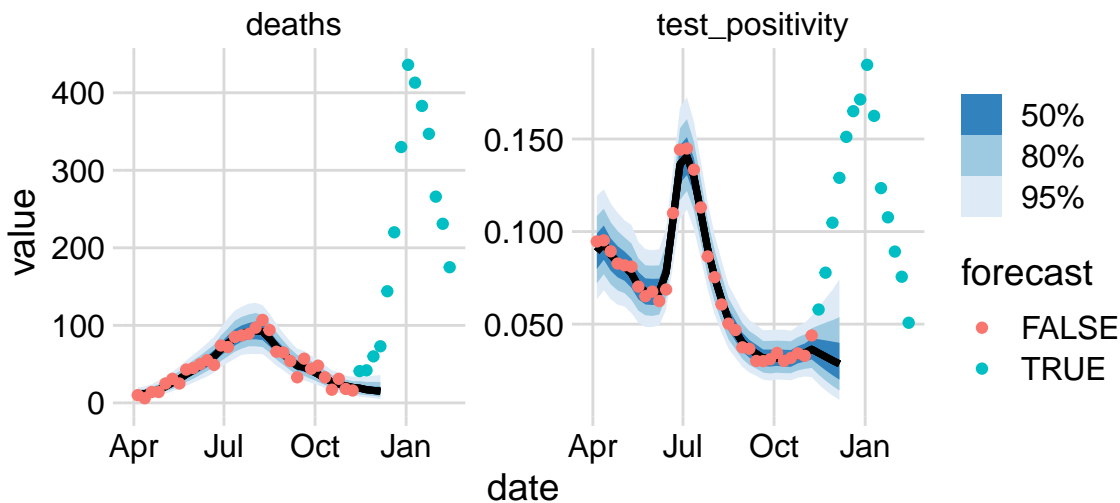 deaths
test_positivity
value
400
300
200
100
0
Apr
Jul
Oct
Jan
0.150
0.100
0.050
Apr
Jul
Oct
Jan
date
50%
80%
95%
forecast
FALSE
TRUE